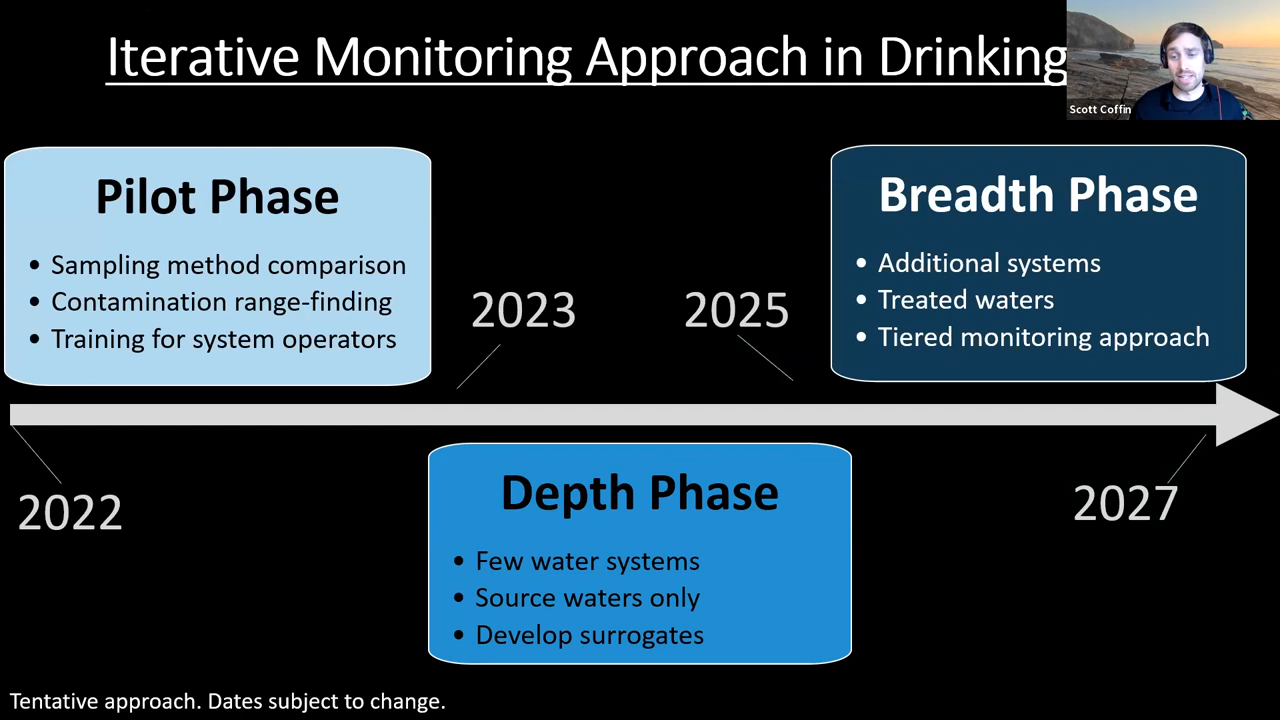 Iterative Monitoring Approach in Drinking
Scott Coffin
Pilot Phase
• Sampling method comparison
• Contamination range-finding
• Training for system operators
Breadth Phase
• Additional systems
• Treated waters
• Tiered monitoring approach
2023
2025
2022
2027
Depth Phase
• Few water systems
• Source waters only
• Develop surrogates
Tentative approach. Dates subject to change.